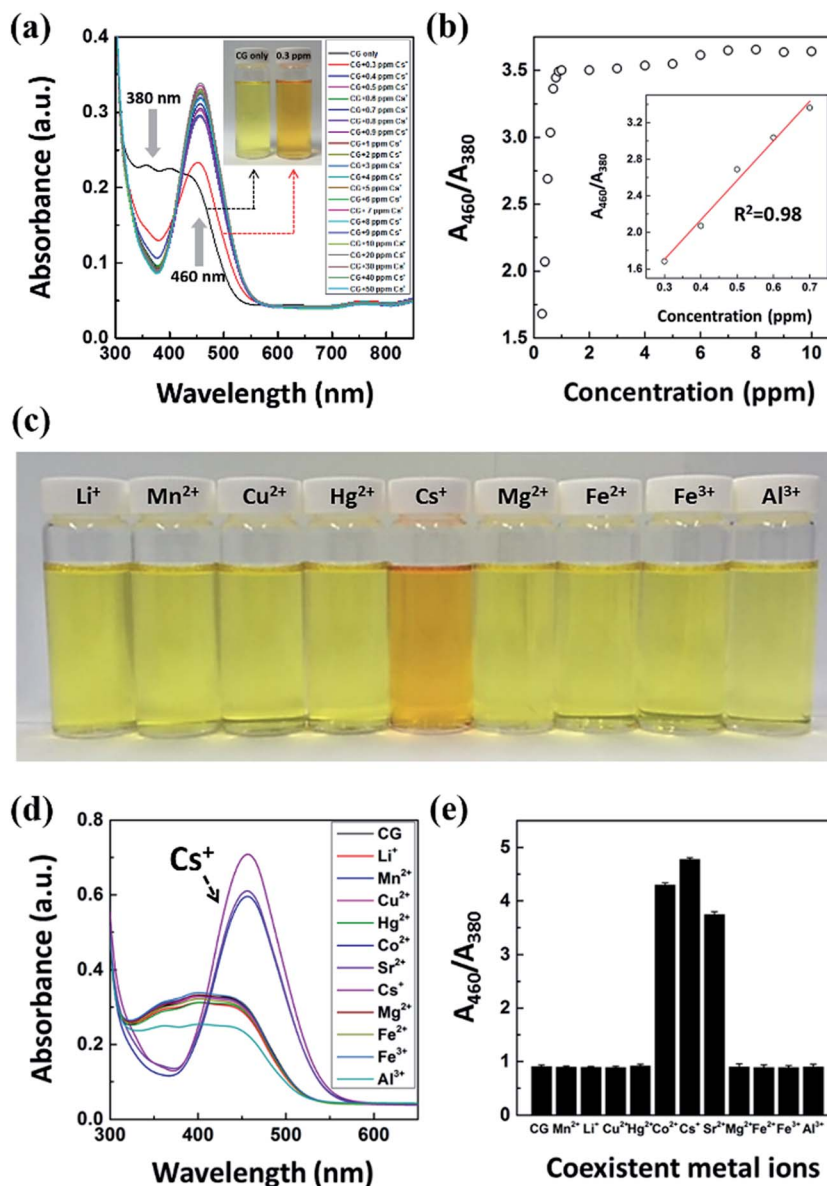 (a)
0.4
0.3
0.2
0.1
0.0
Absorbance (a.u.)
380 nm
460 nm
CG only
0.3 ppm
CG only
CG+0.3 ppm Cs⁺
CG+0.4 ppm Cs⁺
CG+0.5 ppm Cs⁺
CG+0.6 ppm Cs⁺
CG+0.7 ppm Cs⁺
CG+0.8 ppm Cs⁺
CG+0.9 ppm Cs⁺
CG+1 ppm Cs⁺
CG+2 ppm Cs⁺
CG+3 ppm Cs⁺
CG+4 ppm Cs⁺
CG+5 ppm Cs⁺
CG+6 ppm Cs⁺
CG+7 ppm Cs⁺
CG+8 ppm Cs⁺
CG+9 ppm Cs⁺
CG+10 ppm Cs⁺
CG+20 ppm Cs⁺
CG+30 ppm Cs⁺
CG+40 ppm Cs⁺
CG+50 ppm Cs⁺
300 400 500 600 700 800
Wavelength (nm)
(b)
3.5
3.0
2.5
2.0
1.5
A₄₆₀/A₃₈₀
3.2
2.8
2.4
2.0
1.6
A₄₆₀/A₃₈₀
R²=0.98
0.3 0.4 0.5 0.6 0.7
Concentration (ppm)
0 2 4 6 8 10
Concentration (ppm)
(c)
Li⁺ Mn²⁺ Cu²⁺ Hg²⁺ Cs⁺ Mg²⁺ Fe²⁺ Fe³⁺ Al³⁺
(d)
0.8
0.6
0.4
0.2
0.0
Absorbance (a.u.)
Cs⁺
CG
Li⁺
Mn²⁺
Cu²⁺
Hg²⁺
Co²⁺
Sr²⁺
Cs⁺
Mg²⁺
Fe²⁺
Fe³⁺
Al³⁺
300 400 500 600
Wavelength (nm)
(e)
5
4
3
2
1
0
A₄₆₀/A₃₈₀
CG Mn²⁺ Li⁺ Cu²⁺ Hg²⁺ Co²⁺ Cs⁺ Sr²⁺ Mg²⁺ Fe²⁺ Fe³⁺ Al³⁺
Coexistent metal ions